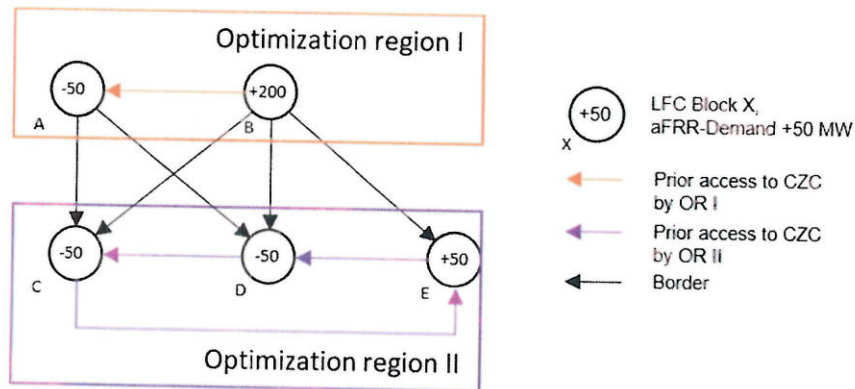 Optimization region I
-50
+200
A
B
+50
X
LFC Block X,
aFRR-Demand +50 MW
Prior access to CZC
by OR I
Prior access to CZC
by OR II
Border
-50
-50
+50
C
D
E
Optimization region II